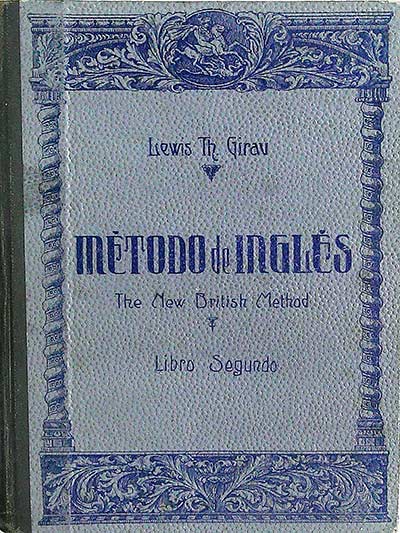 Lewis Th Girau
MÉTODO de INGLÉS
The New British Method
Libro Segundo